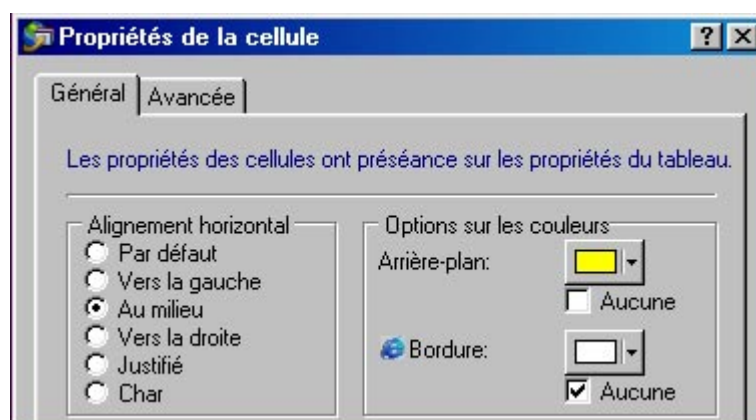 Propriétés de la cellule
Général Avancée
Les propriétés des cellules ont préséance sur les propriétés du tableau.
Alignement horizontal
Par défaut
Vers la gauche
Au milieu
Vers la droite
Justifié
Char
Options sur les couleurs
Arrière-plan:
Aucune
Bordure:
Aucune